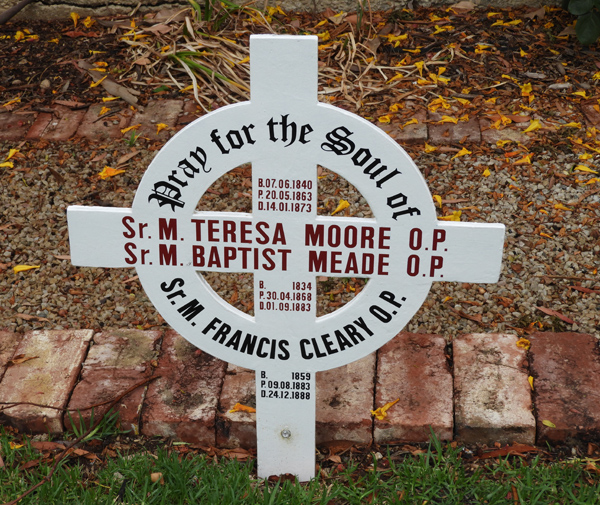 Pray for the Soul of
B.07.06.1840
P.20.05.1863
D.14.01.1873
Sr. M. TERESA MOORE O.P.
Sr. M. BAPTIST MEADE O.P.
B. 1834
P.30.04.1868
D.01.09.1883
Sr. M. FRANCIS CLEARY O.P.
B. 1859
P.09.08.1883
D.24.12.1888